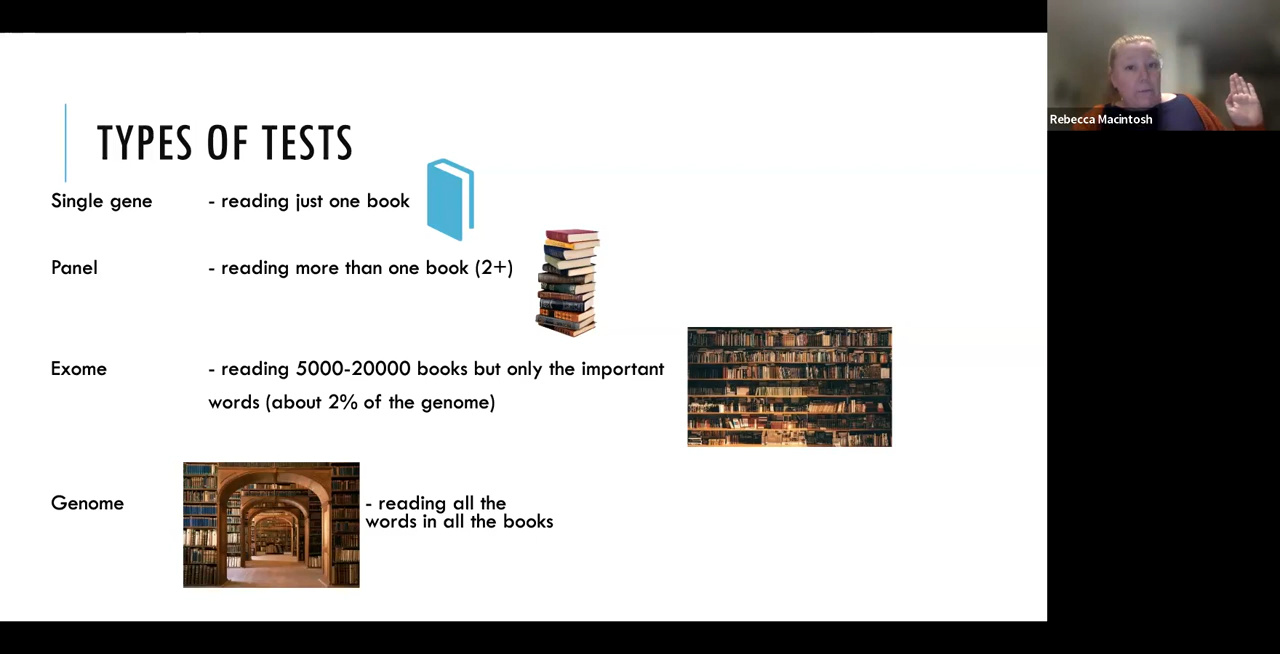 TYPES OF TESTS
Single gene - reading just one book
Panel - reading more than one book (2+)
Exome - reading 5000-20000 books but only the important
words (about 2% of the genome)
Genome - reading all the
words in all the books
Rebecca Macintosh